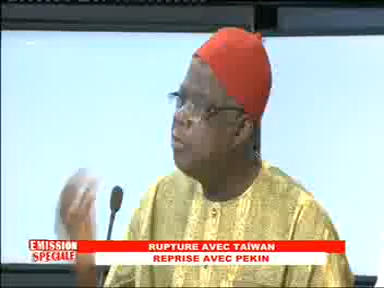 EMISSION
SPECIALE
RUPTURE AVEC TAÏWAN
REPRISE AVEC PEKIN